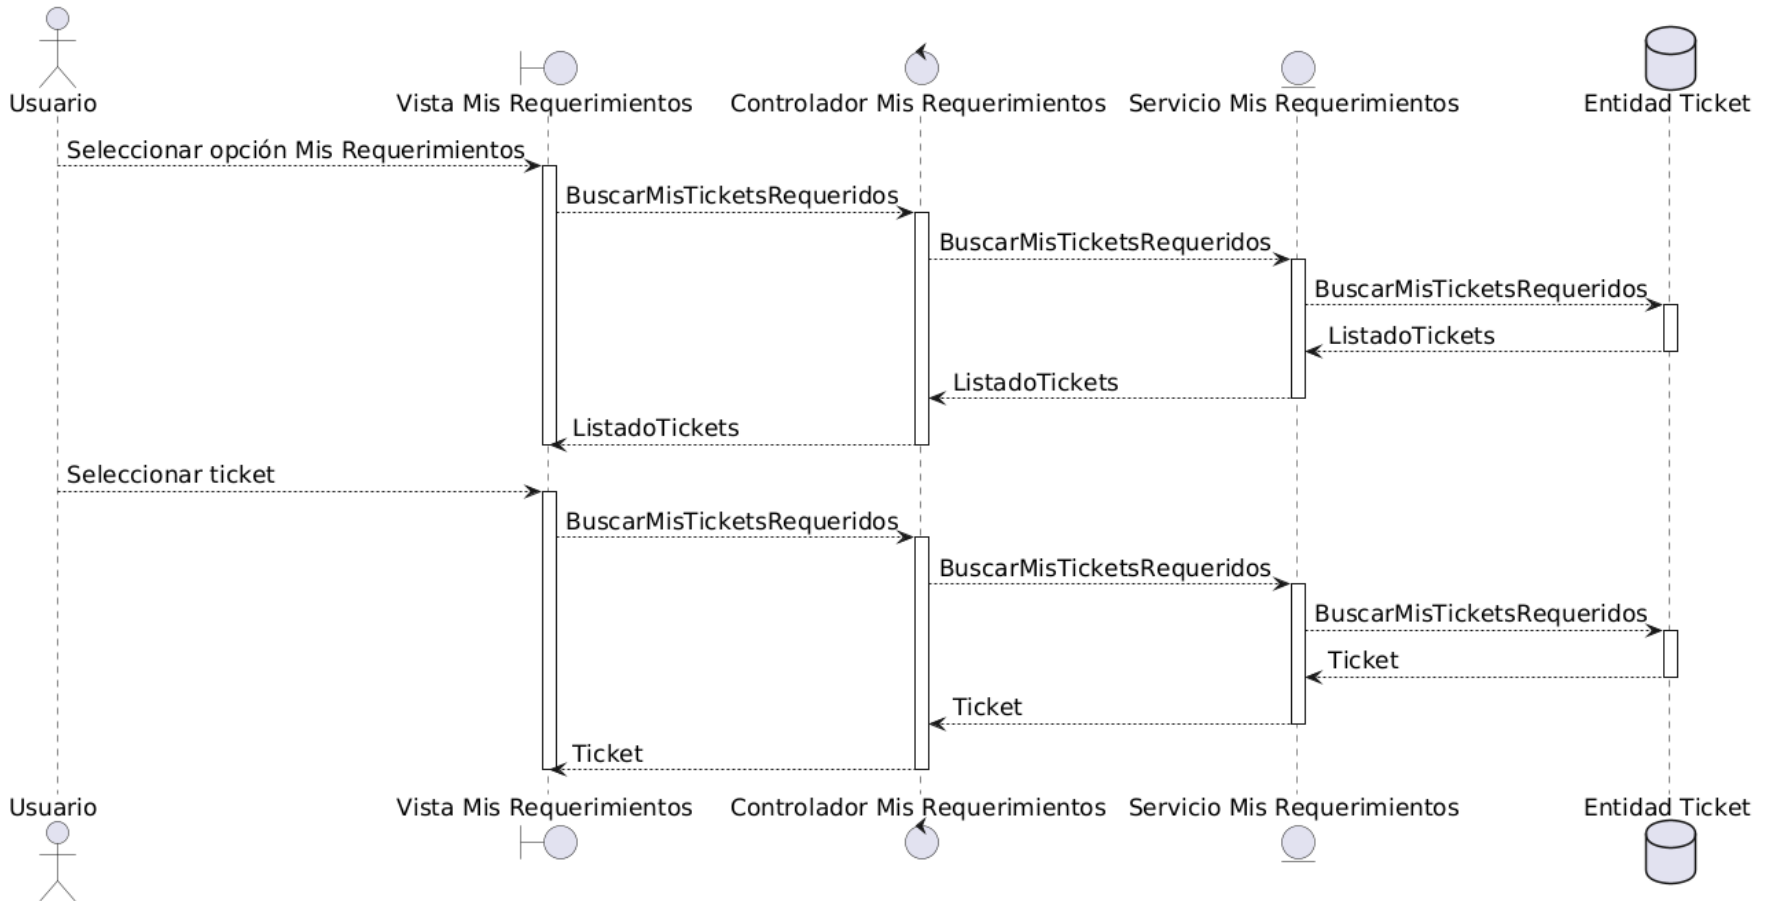 Usuario
Vista Mis Requerimientos
Controlador Mis Requerimientos
Servicio Mis Requerimientos
Entidad Ticket
Seleccionar opción Mis Requerimientos
BuscarMisTicketsRequeridos
BuscarMisTicketsRequeridos
BuscarMisTicketsRequeridos
ListadoTickets
ListadoTickets
ListadoTickets
Seleccionar ticket
BuscarMisTicketsRequeridos
BuscarMisTicketsRequeridos
BuscarMisTicketsRequeridos
Ticket
Ticket
Ticket
Usuario
Vista Mis Requerimientos
Controlador Mis Requerimientos
Servicio Mis Requerimientos
Entidad Ticket